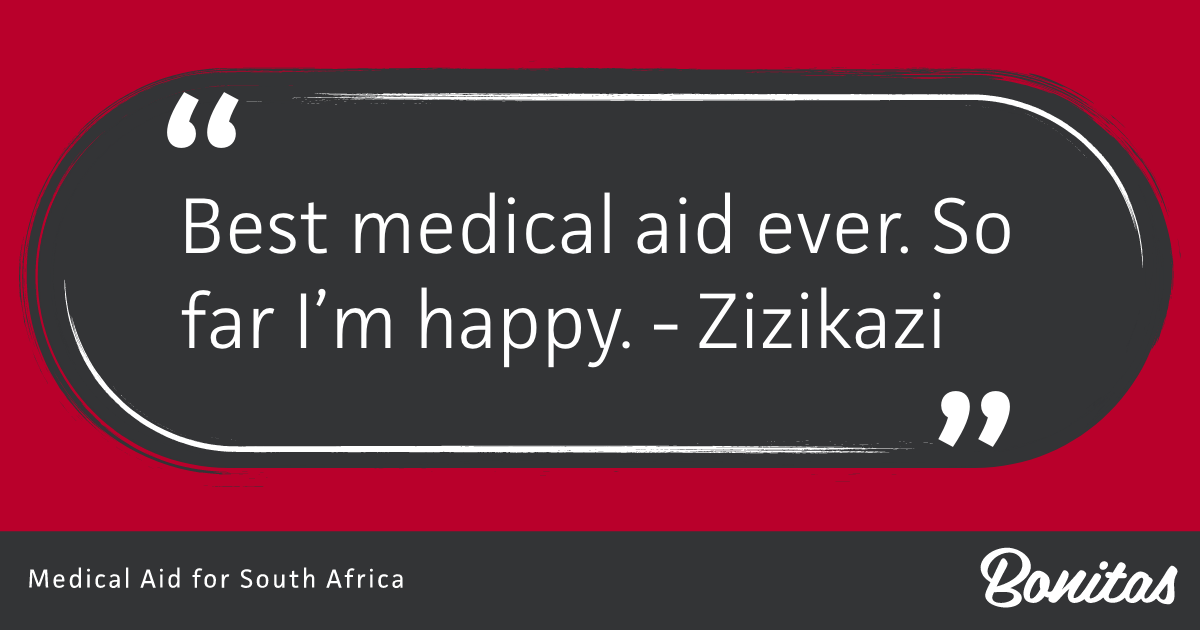 “
Best medical aid ever. So
far I’m happy. - Zizikazi
”
Medical Aid for South Africa
Bonitas